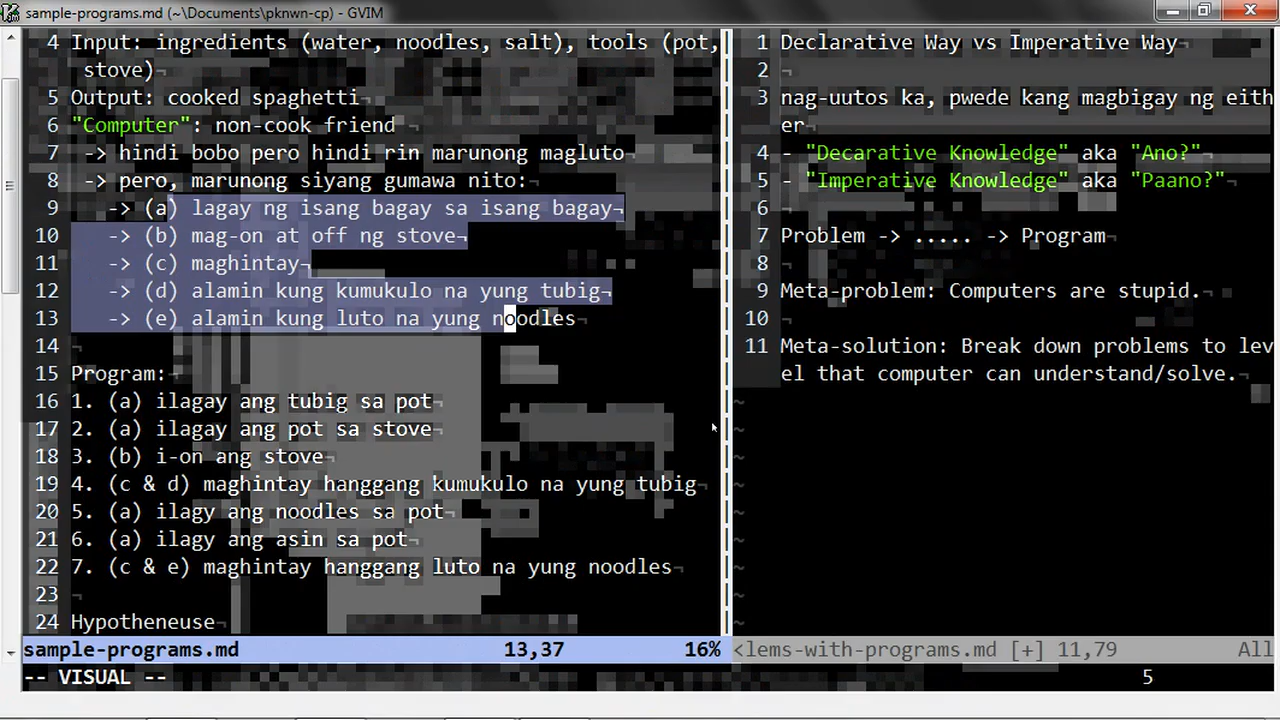 sample-programs.md (~\Documents\pknwn-cp) - GVIM
4 Input: ingredients (water, noodles, salt), tools (pot,
stove)¬
5 Output: cooked spaghetti¬
6 "Computer": non-cook friend
7 -> hindi bobo pero hindi rin marunong magluto
8 -> pero, marunong siyang gumawa nito:¬
9 -> (a) lagay ng isang bagay sa isang bagay¬
10 -> (b) mag-on at off ng stove¬
11 -> (c) maghintay¬
12 -> (d) alamin kung kumukulo na yung tubig¬
13 -> (e) alamin kung luto na yung noodles¬
14 ¬
15 Program:¬
16 1. (a) ilagay ang tubig sa pot¬
17 2. (a) ilagay ang pot sa stove¬
18 3. (b) i-on ang stove¬
19 4. (c & d) maghintay hanggang kumukulo na yung tubig¬
20 5. (a) ilagy ang noodles sa pot¬
21 6. (a) ilagy ang asin sa pot¬
22 7. (c & e) maghintay hanggang luto na yung noodles¬
23 ¬
24 Hypotheneuse
sample-programs.md 13,37 16%
-- VISUAL -- 5
1 Declarative Way vs Imperative Way¬
2 ¬
3 nag-uutos ka, pwede kang magbigay ng eith
er¬
4 - "Decarative Knowledge" aka "Ano?"¬
5 - "Imperative Knowledge" aka "Paano?"¬
6 ¬
7 Problem -> ..... -> Program¬
8 ¬
9 Meta-problem: Computers are stupid.¬
10 ¬
11 Meta-solution: Break down problems to lev
el that computer can understand/solve.¬
~
~
~
~
~
~
~
~
~
<lems-with-programs.md [+] 11,79 All